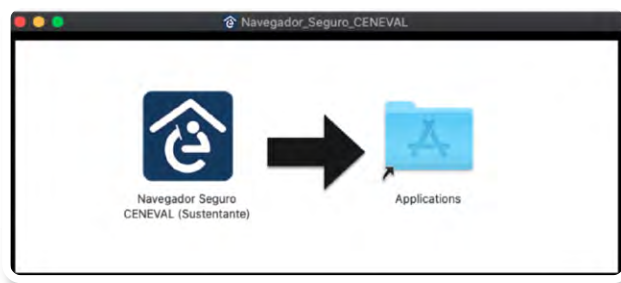 Navegador_Seguro_CENEVAL
Navegador Seguro
CENEVAL (Sustentante)
Applications